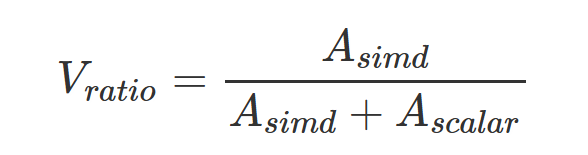 V_{ratio} = \frac{A_{simd}}{A_{simd} + A_{scalar}}